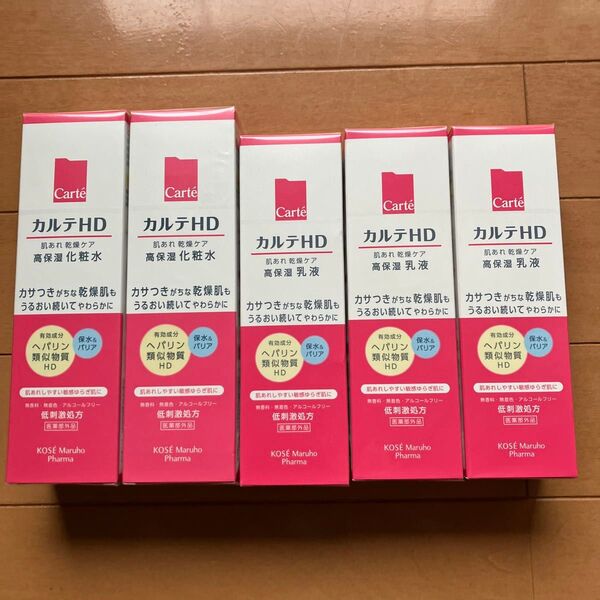 Carté
カルテHD
肌あれ 乾燥ケア
高保湿 化粧水
カサつきがちな乾燥肌も
うるおい続いてやわらかに
有効成分
ヘパリン
類似物質
HD
保水&
バリア
肌あれしやすい敏感ゆらぎ肌に
無香料・無着色・アルコールフリー
低刺激処方
医薬部外品
KOSÉ Maruho
Pharma
Carté
カルテHD
肌あれ 乾燥ケア
高保湿 化粧水
カサつきがちな乾燥肌も
うるおい続いてやわらかに
有効成分
ヘパリン
類似物質
HD
保水&
バリア
肌あれしやすい敏感ゆらぎ肌に
無香料・無着色・アルコールフリー
低刺激処方
医薬部外品
KOSÉ Maruho
Pharma
Carté
カルテHD
肌あれ 乾燥ケア
高保湿 乳液
カサつきがちな乾燥肌も
うるおい続いてやわらかに
有効成分
ヘパリン
類似物質
HD
保水&
バリア
肌あれしやすい敏感ゆらぎ肌に
無香料・無着色・アルコールフリー
低刺激処方
医薬部外品
KOSÉ Maruho
Pharma
Carté
カルテHD
肌あれ 乾燥ケア
高保湿 乳液
カサつきがちな乾燥肌も
うるおい続いてやわらかに
有効成分
ヘパリン
類似物質
HD
保水&
バリア
肌あれしやすい敏感ゆらぎ肌に
無香料・無着色・アルコールフリー
低刺激処方
医薬部外品
KOSÉ Maruho
Pharma
Carté
カルテHD
肌あれ 乾燥ケア
高保湿 乳液
カサつきがちな乾燥肌も
うるおい続いてやわらかに
有効成分
ヘパリン
類似物質
HD
保水&
バリア
肌あれしやすい敏感ゆらぎ肌に
無香料・無着色・アルコールフリー
低刺激処方
医薬部外品
KOSÉ Maruho
Pharma